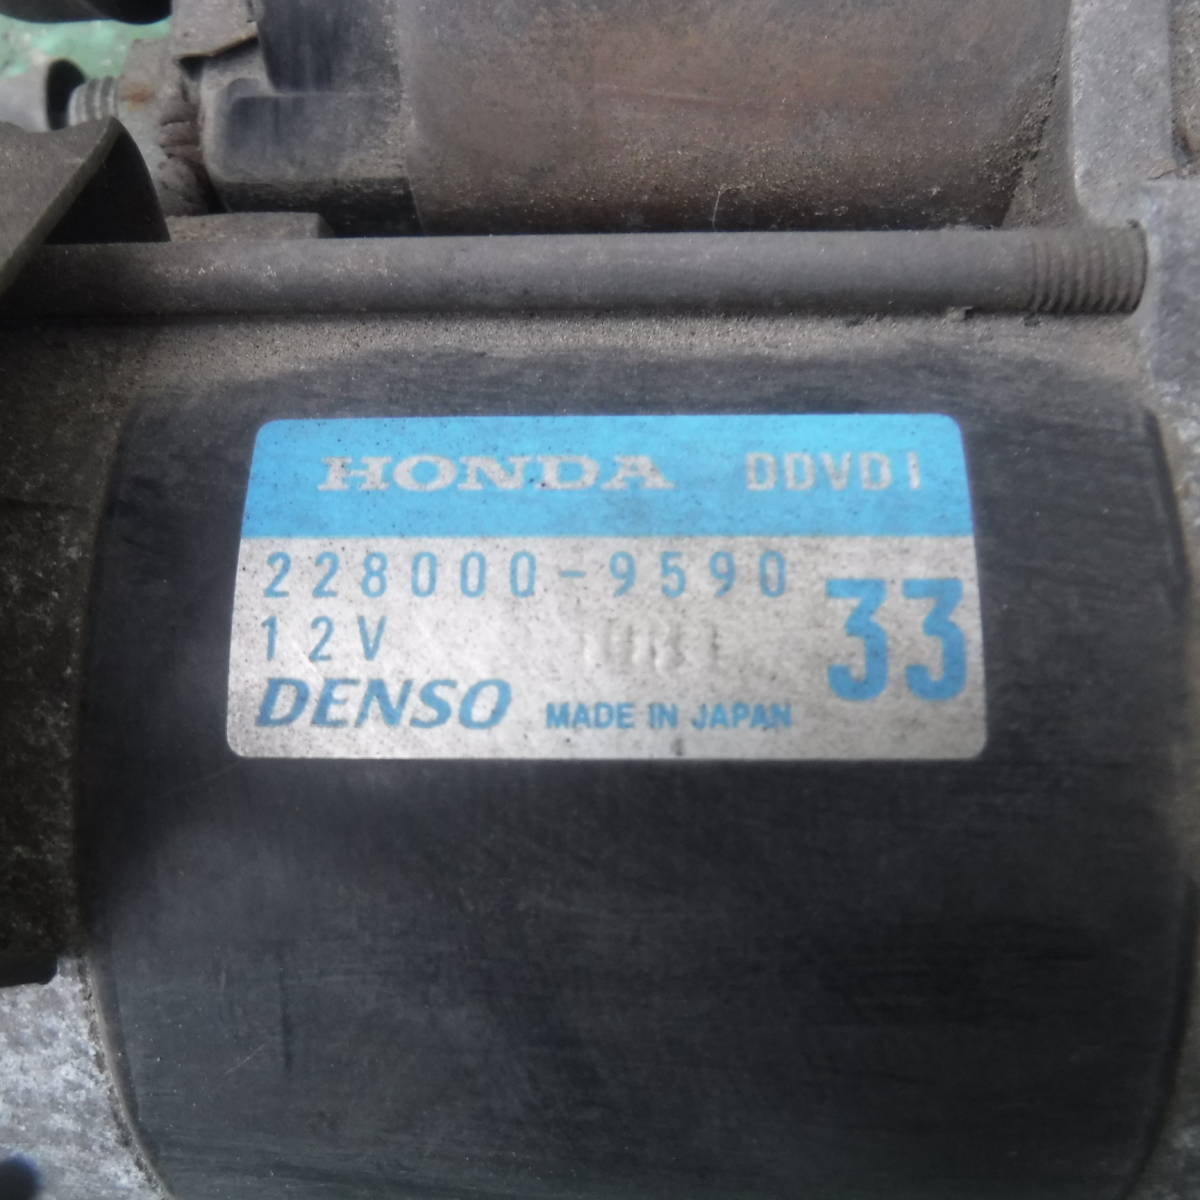 HONDA DDVD1
228000-9590
12V
33
DENSO MADE IN JAPAN